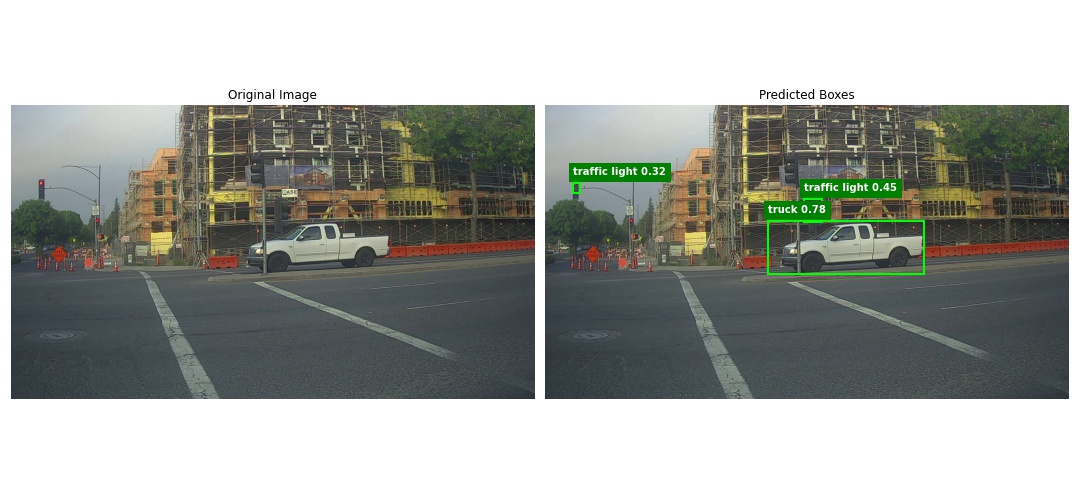 Original Image
Predicted Boxes
traffic light 0.32
traffic light 0.45
truck 0.78